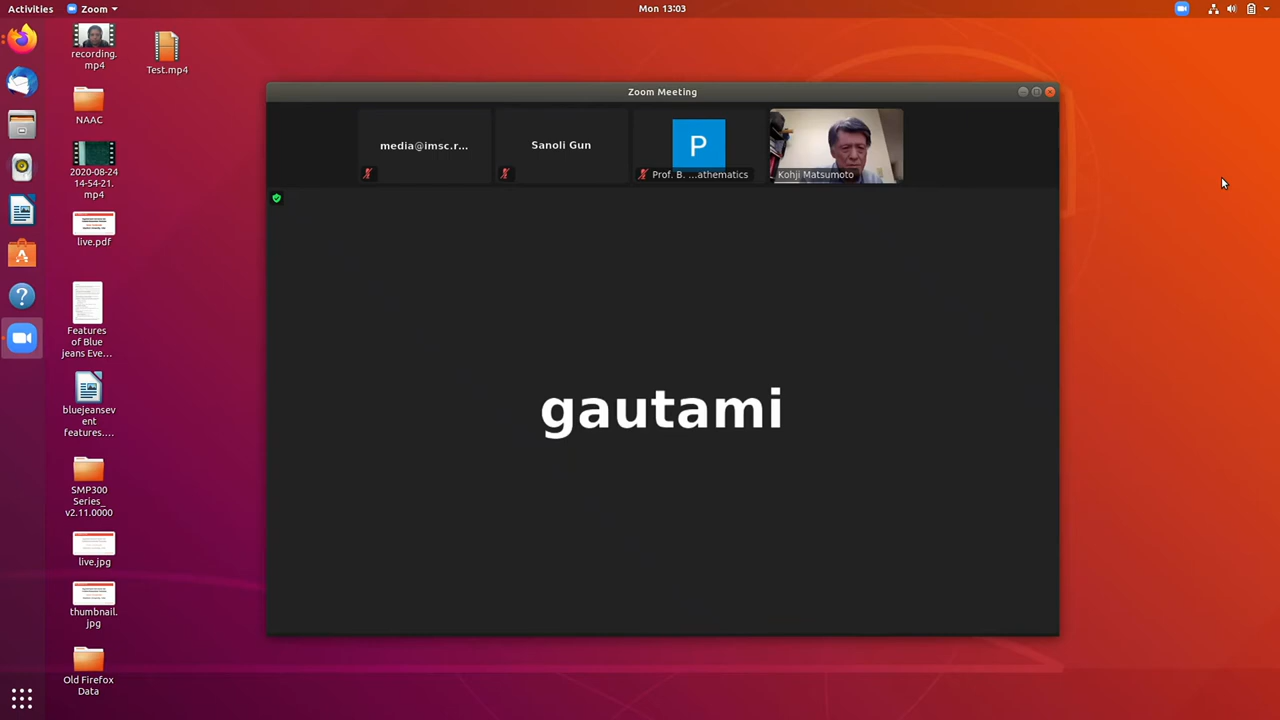 Activities
Zoom
Mon 13:03
recording.
mp4
Test.mp4
NAAC
2020-08-24
14-54-21.
mp4
live.pdf
Features
of Blue
jeans Eve...
bluejeansev
ent
features....
SMP300
Series_
v2.11.0000
live.jpg
thumbnail.
jpg
Old Firefox
Data
Zoom Meeting
media@imsc.r...
Sanoli Gun
P
Prof. B. ...athematics
Kohji Matsumoto
gautami